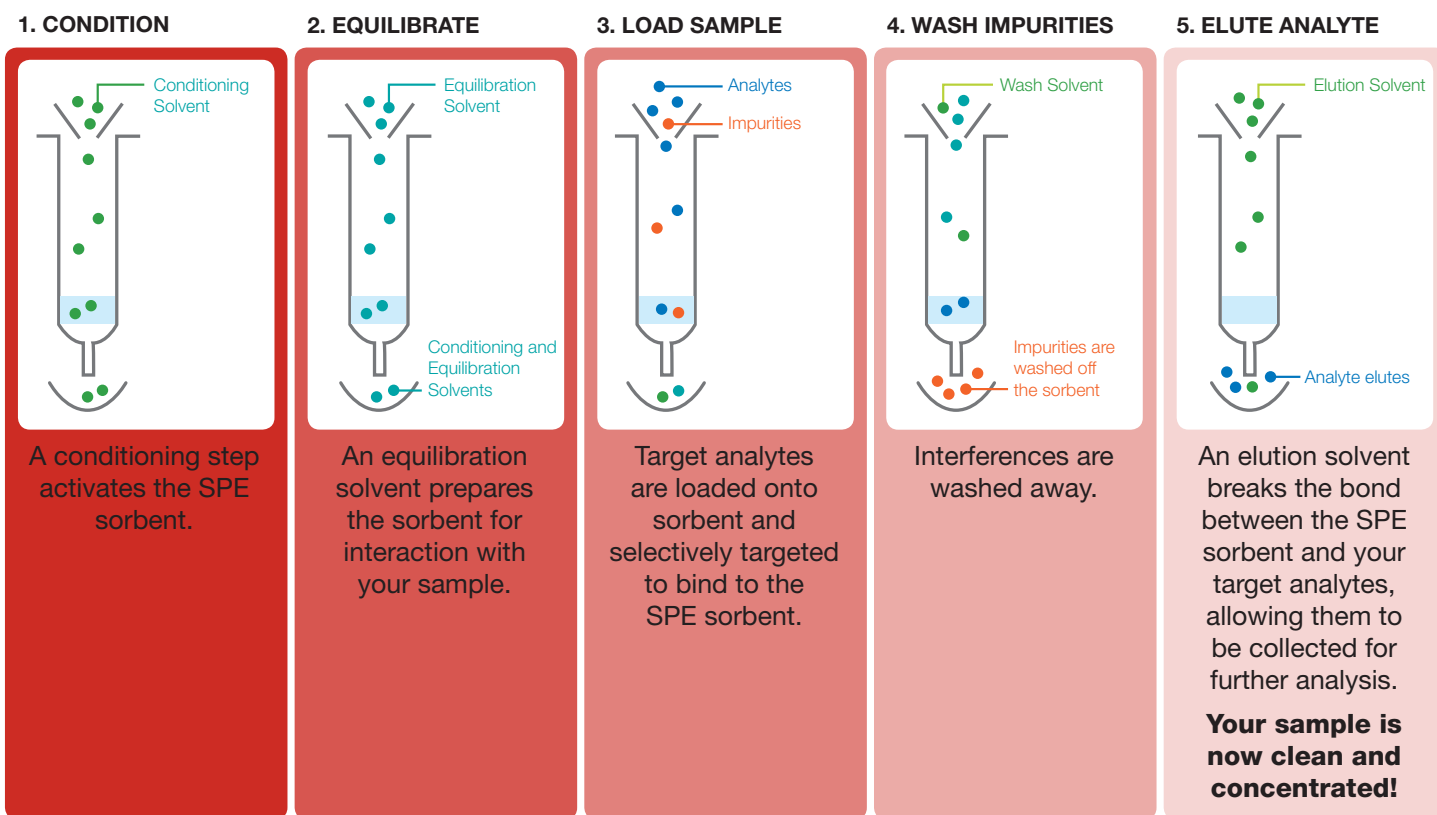 1. CONDITION
Conditioning
Solvent
A conditioning step
activates the SPE
sorbent.
2. EQUILIBRATE
Equilibration
Solvent
Conditioning and
Equilibration
Solvents
An equilibration
solvent prepares
the sorbent for
interaction with
your sample.
3. LOAD SAMPLE
Analytes
Impurities
Target analytes
are loaded onto
sorbent and
selectively targeted
to bind to the
SPE sorbent.
4. WASH IMPURITIES
Wash Solvent
Impurities are
washed off
the sorbent
Interferences are
washed away.
5. ELUTE ANALYTE
Elution Solvent
Analyte elutes
An elution solvent
breaks the bond
between the SPE
sorbent and your
target analytes,
allowing them to
be collected for
further analysis.
Your sample is
now clean and
concentrated!